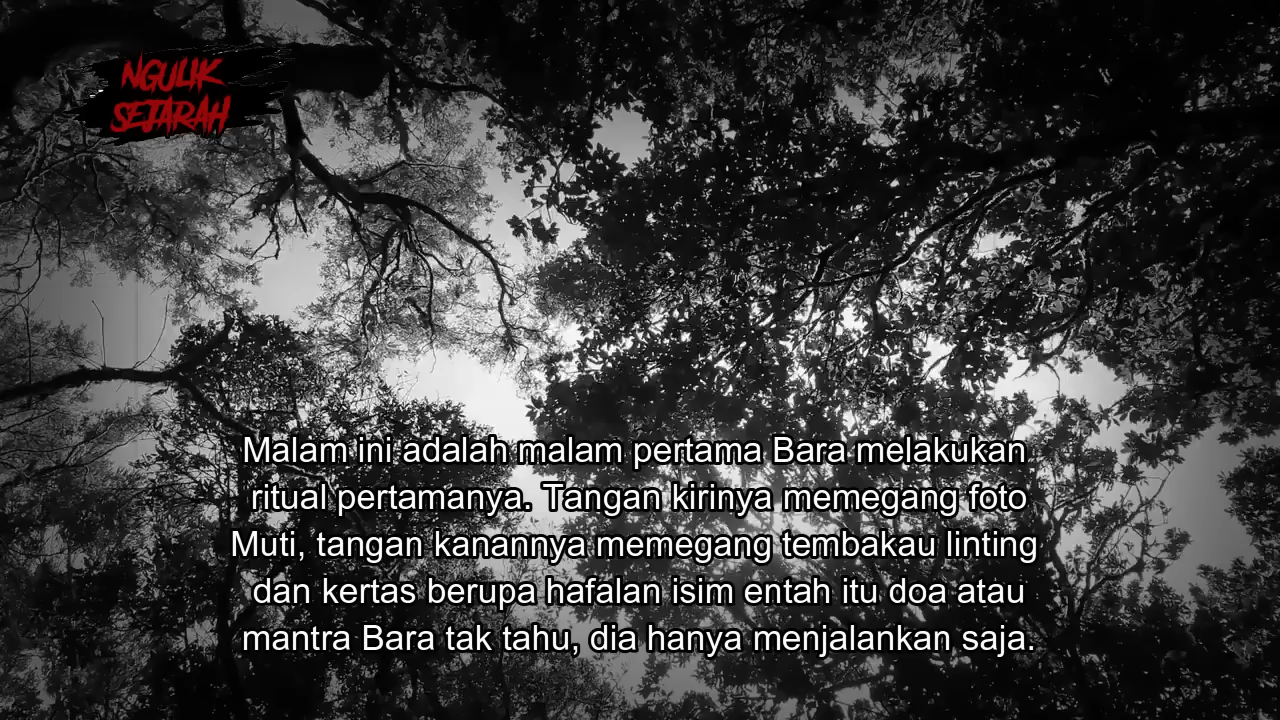 NGULIK
SEJARAH
Malam ini adalah malam pertama Bara melakukan
ritual pertamanya. Tangan kirinya memegang foto
Muti, tangan kanannya memegang tembakau linting
dan kertas berupa hafalan isim entah itu doa atau
mantra Bara tak tahu, dia hanya menjalankan saja.